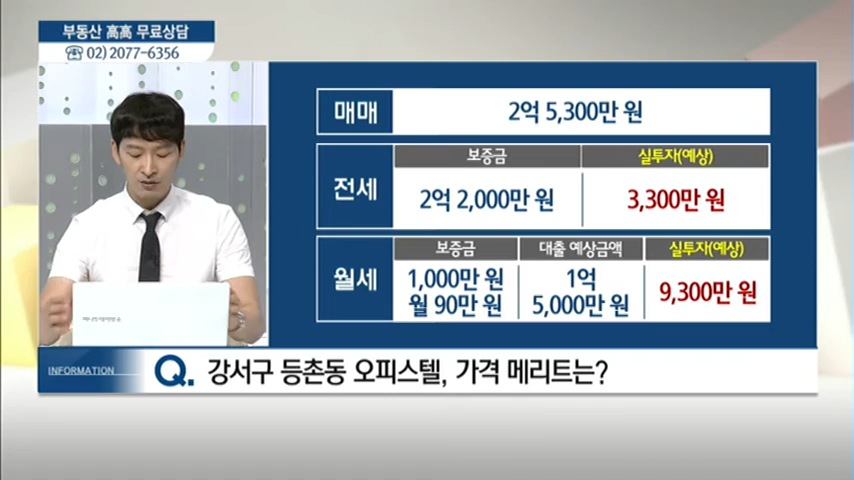 부동산 高高 무료상담
☎ 02) 2077-6356
매매
2억 5,300만 원
전세
보증금
실투자(예상)
2억 2,000만 원
3,300만 원
월세
보증금
대출 예상금액
실투자(예상)
1,000만 원
월 90만 원
1억
5,000만 원
9,300만 원
INFORMATION
Q. 강서구 등촌동 오피스텔, 가격 메리트는?